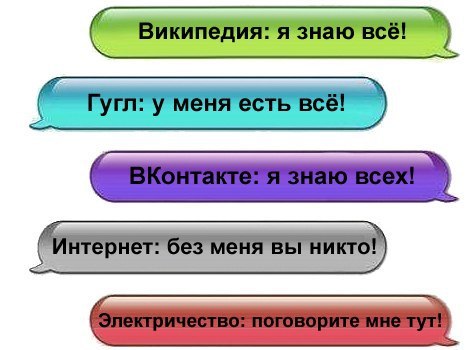 Википедия: я знаю всё!
Гугл: у меня есть всё!
ВКонтакте: я знаю всех!
Интернет: без меня вы никто!
Электричество: поговорите мне тут!